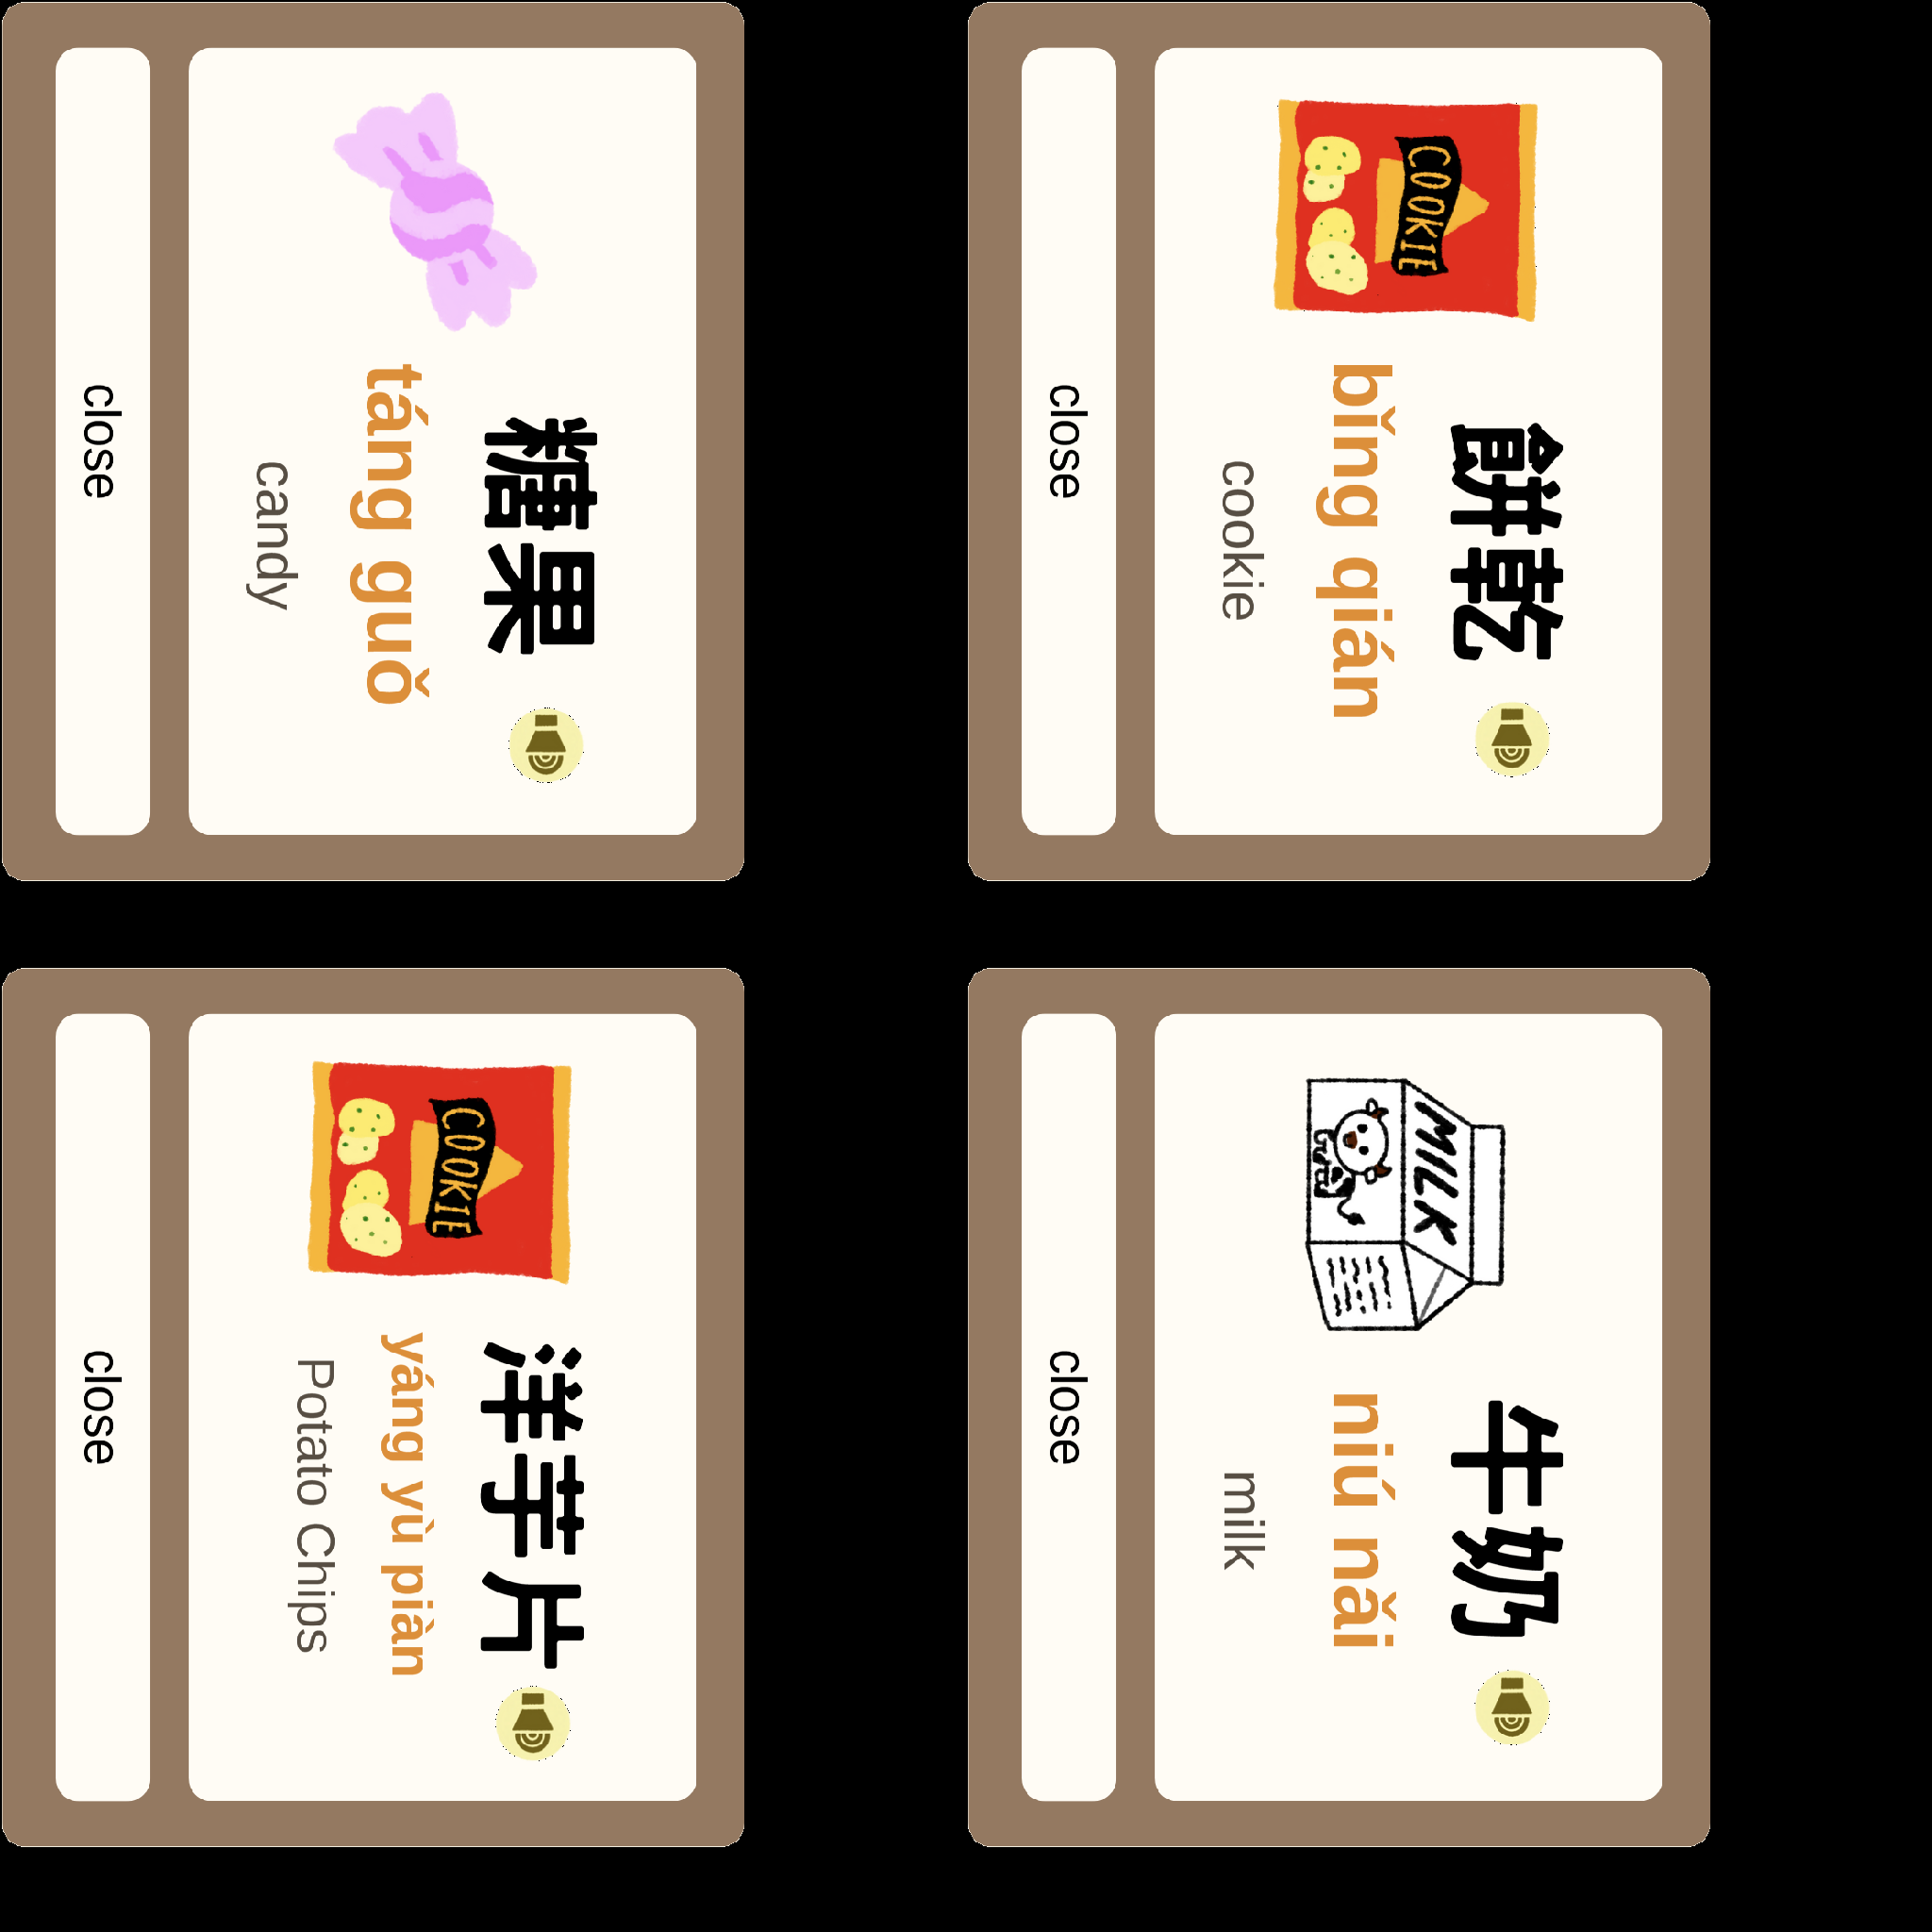 糖果
táng guǒ
candy
close
COOKIE
餅乾
bǐng qián
cookie
close
COOKIE
洋芋片
yáng yù piàn
Potato Chips
close
MILK
牛奶
niú nǎi
milk
close